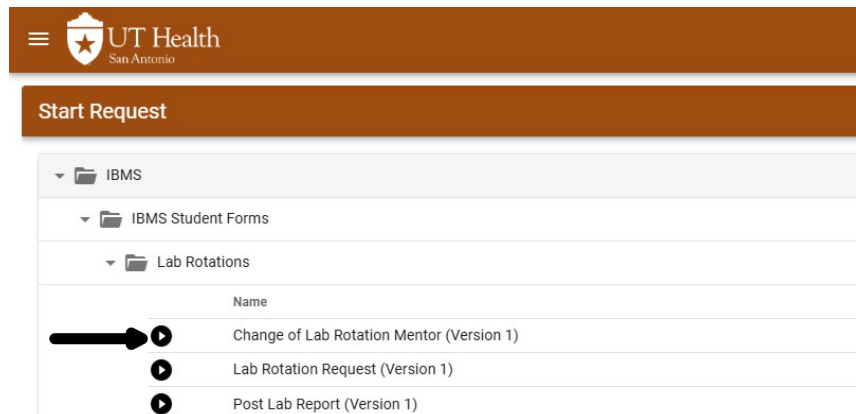 UT Health
San Antonio
Start Request
IBMS
IBMS Student Forms
Lab Rotations
Name
Change of Lab Rotation Mentor (Version 1)
Lab Rotation Request (Version 1)
Post Lab Report (Version 1)